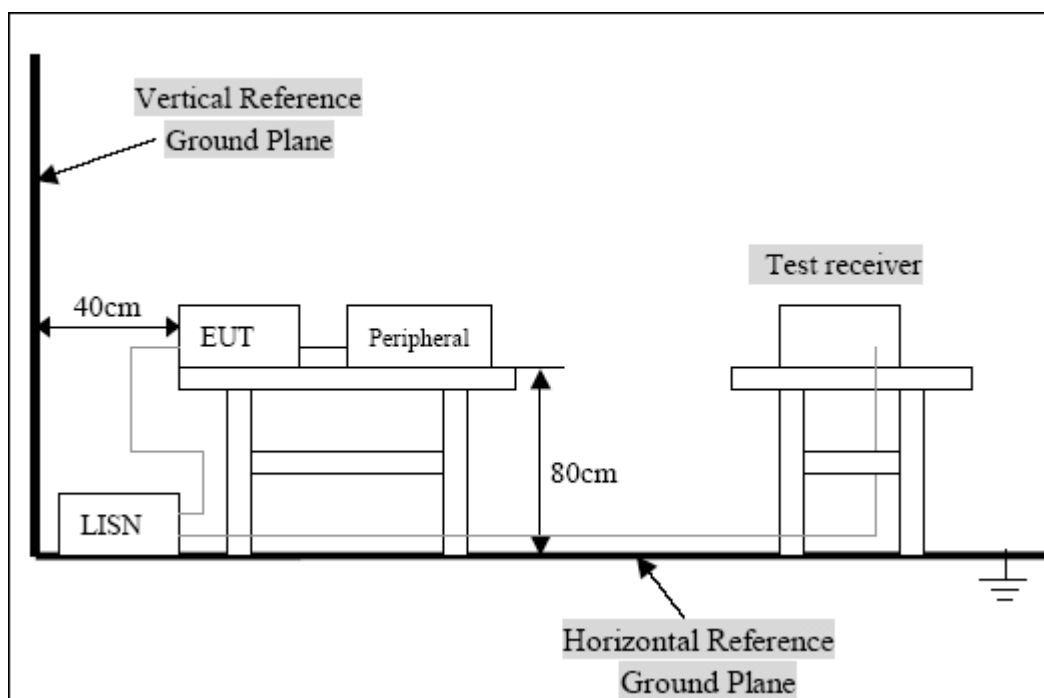 Vertical Reference
Ground Plane
Test receiver
40cm
EUT
Peripheral
80cm
LISN
Horizontal Reference
Ground Plane